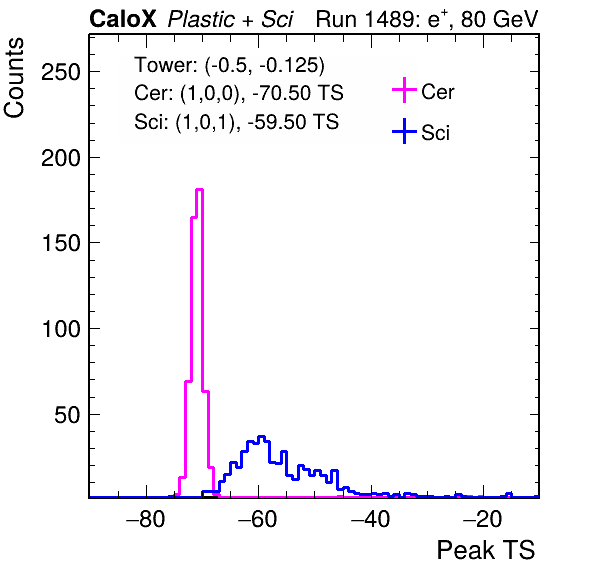 CaloX Plastic + Sci Run 1489: e⁺, 80 GeV
Tower: (-0.5, -0.125)
Cer: (1,0,0), -70.50 TS
Sci: (1,0,1), -59.50 TS
Cer
Sci
Counts
250
200
150
100
50
−80 −60 −40 −20
Peak TS